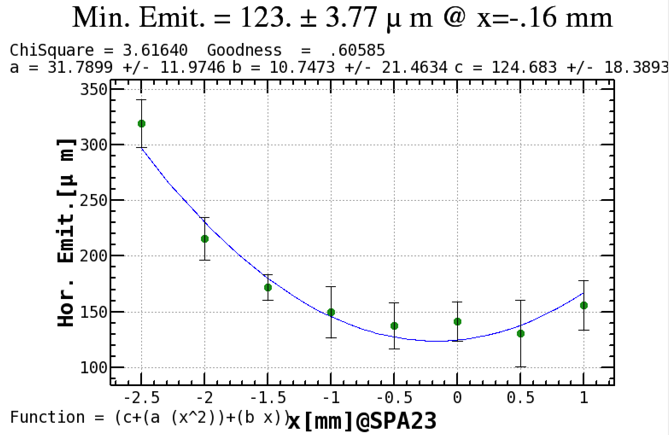 Min. Emit. = 123. ± 3.77 μ m @ x=-.16 mm
ChiSquare = 3.61640 Goodness = .60585
a = 31.7899 +/- 11.9746 b = 10.7473 +/- 21.4634 c = 124.683 +/- 18.3893
350
300
250
200
150
100
Hor. Emit.[μ m]
-2.5 -2 -1.5 -1 -0.5 0 0.5 1
Function = (c+(a (x^2))+(b x))
x[mm]@SPA23